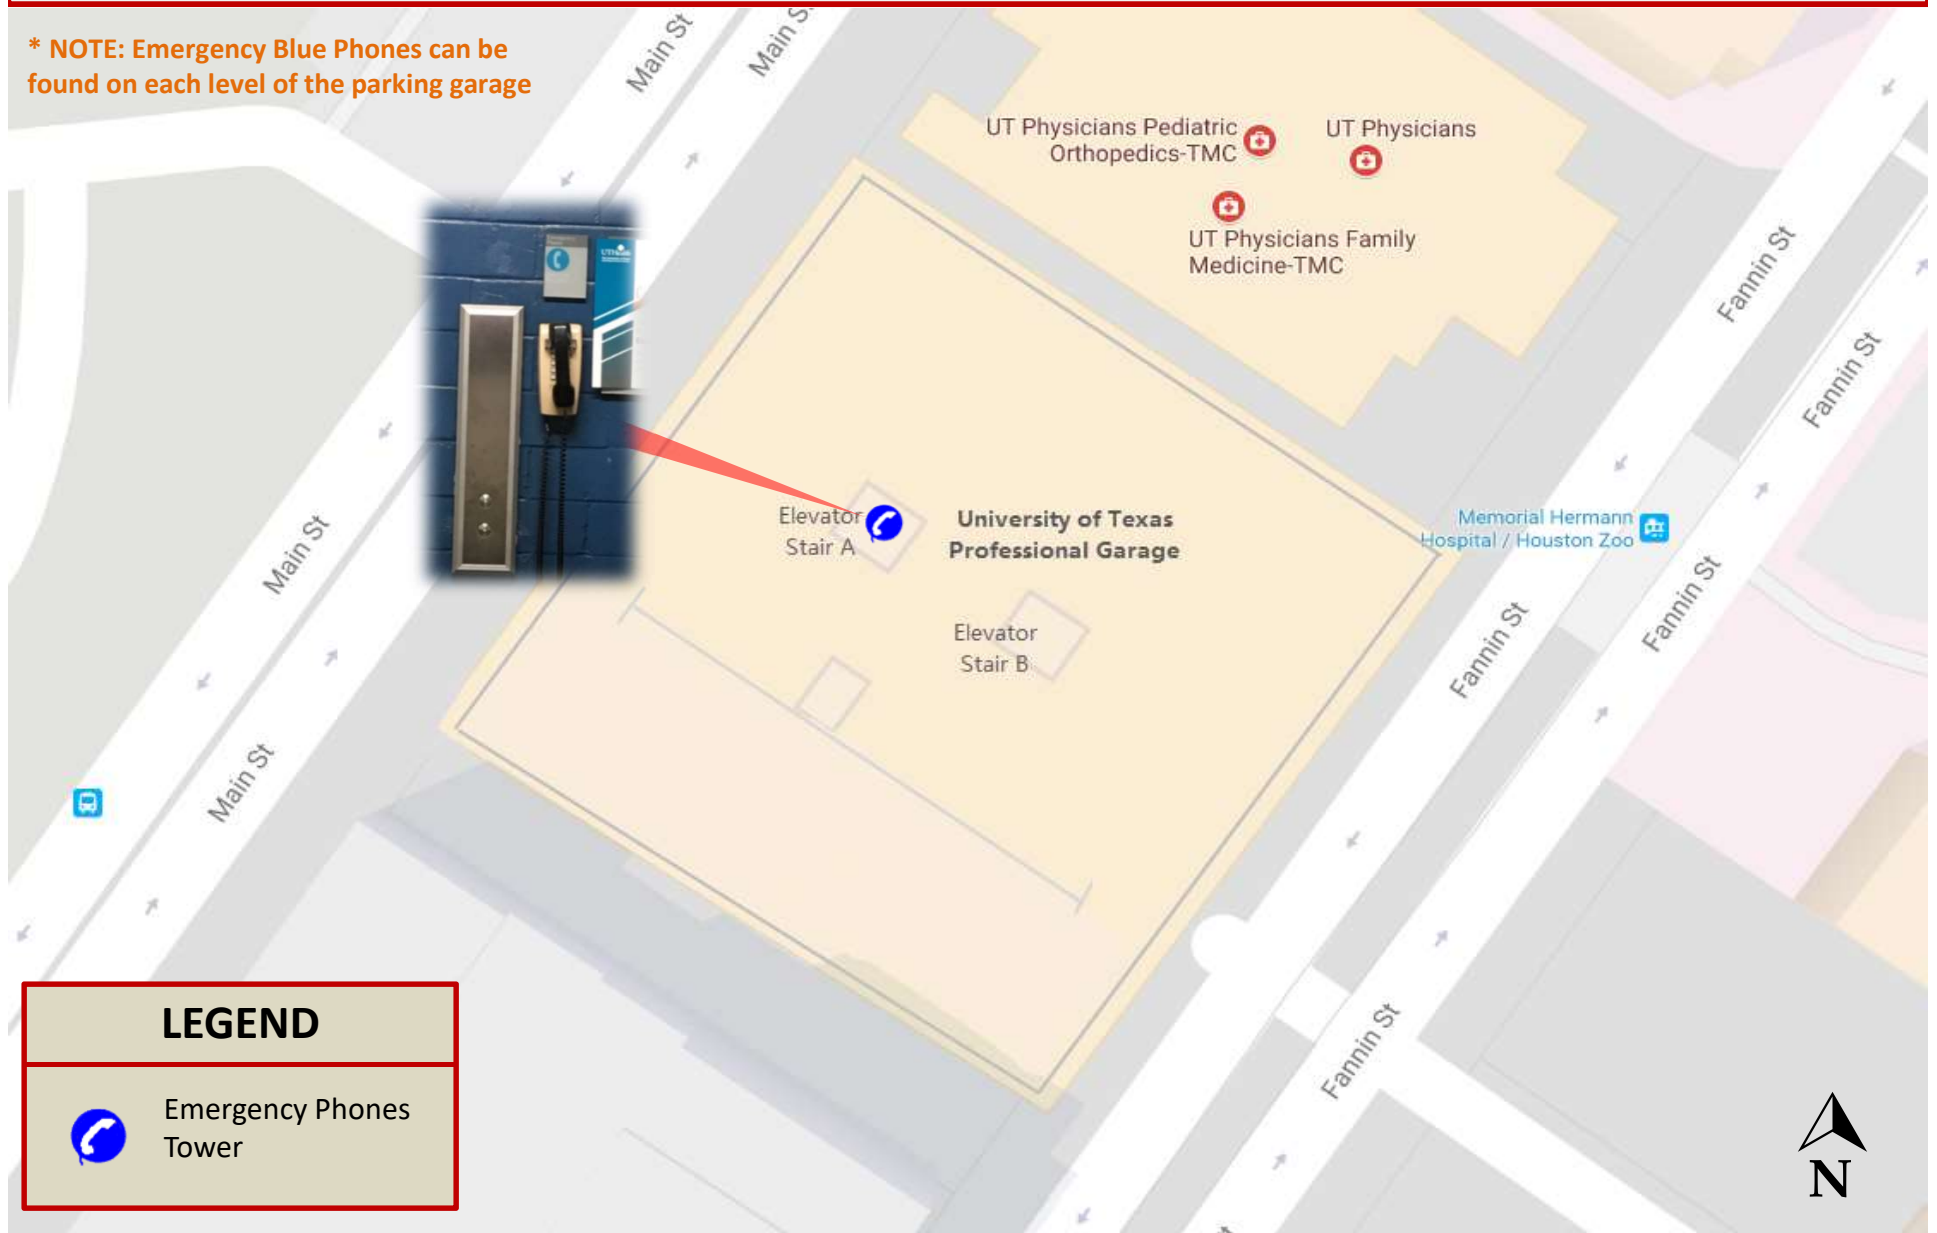 * NOTE: Emergency Blue Phones can be
found on each level of the parking garage
Main St
Main St
UT Physicians Pediatric
Orthopedics-TMC
UT Physicians
UT Physicians Family
Medicine-TMC
Fannin St
Fannin St
Elevator
Stair A
University of Texas
Professional Garage
Memorial Hermann
Hospital / Houston Zoo
Main St
Fannin St
Fannin St
Elevator
Stair B
Main St
LEGEND
Emergency Phones
Tower
Fannin St
N